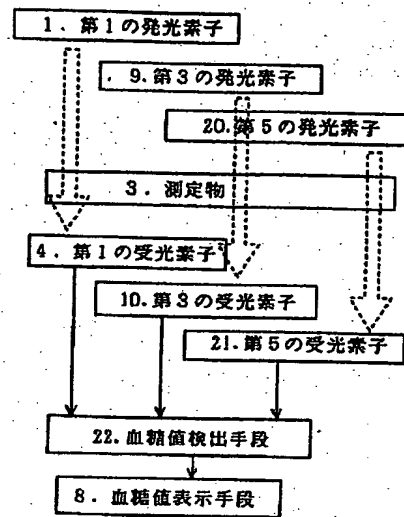 1. 第1の発光素子
9. 第3の発光素子
20. 第5の発光素子
3. 測定物
4. 第1の受光素子
10. 第3の受光素子
21. 第5の受光素子
22. 血糖値検出手段
8. 血糖値表示手段